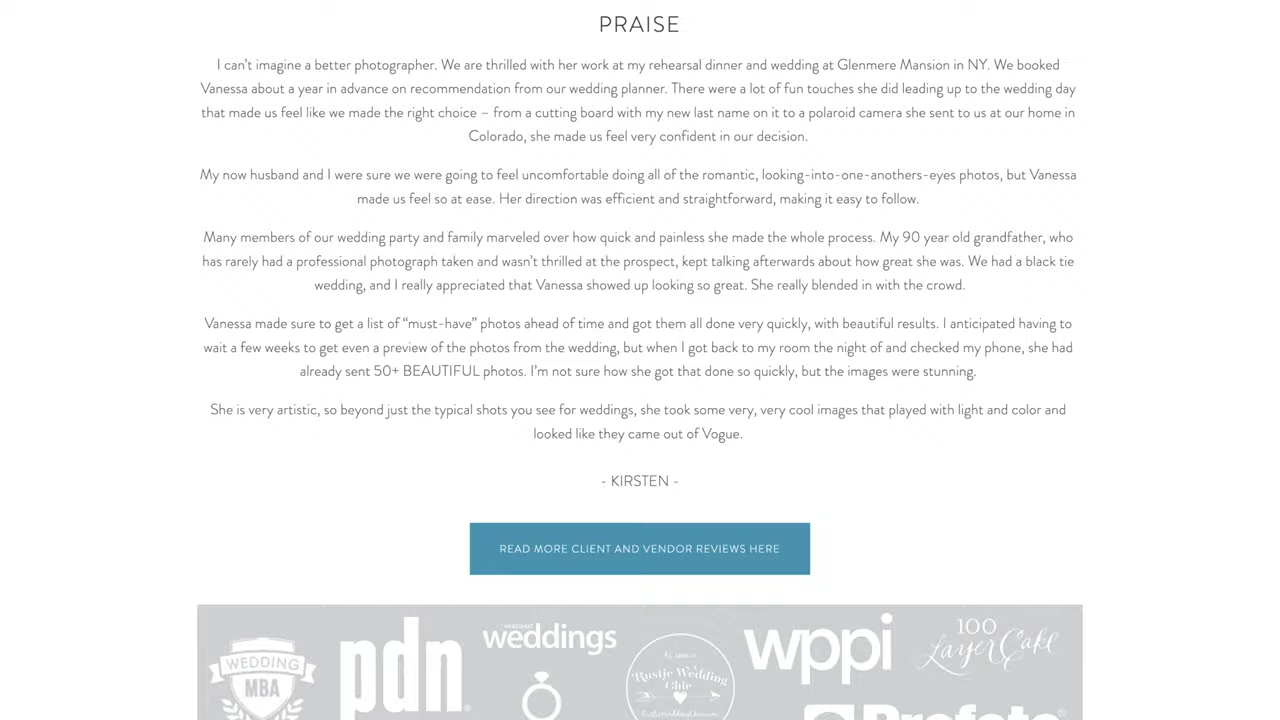 PRAISE
I can’t imagine a better photographer. We are thrilled with her work at my rehearsal dinner and wedding at Glenmere Mansion in NY. We booked
Vanessa about a year in advance on recommendation from our wedding planner. There were a lot of fun touches she did leading up to the wedding day
that made us feel like we made the right choice – from a cutting board with my new last name on it to a polaroid camera she sent to us at our home in
Colorado, she made us feel very confident in our decision.
My now husband and I were sure we were going to feel uncomfortable doing all of the romantic, looking-into-one-anothers-eyes photos, but Vanessa
made us feel so at ease. Her direction was efficient and straightforward, making it easy to follow.
Many members of our wedding party and family marveled over how quick and painless she made the whole process. My 90 year old grandfather, who
has rarely had a professional photograph taken and wasn’t thrilled at the prospect, kept talking afterwards about how great she was. We had a black tie
wedding, and I really appreciated that Vanessa showed up looking so great. She really blended in with the crowd.
Vanessa made sure to get a list of “must-have” photos ahead of time and got them all done very quickly, with beautiful results. I anticipated having to
wait a few weeks to get even a preview of the photos from the wedding, but when I got back to my room the night of and checked my phone, she had
already sent 50+ BEAUTIFUL photos. I’m not sure how she got that done so quickly, but the images were stunning.
She is very artistic, so beyond just the typical shots you see for weddings, she took some very, very cool images that played with light and color and
looked like they came out of Vogue.
- KIRSTEN -
READ MORE CLIENT AND VENDOR REVIEWS HERE
WEDDING
MBA
pdn
weddings
Rustic Wedding
Chic
wppi
100
Layer Cake
Profoto